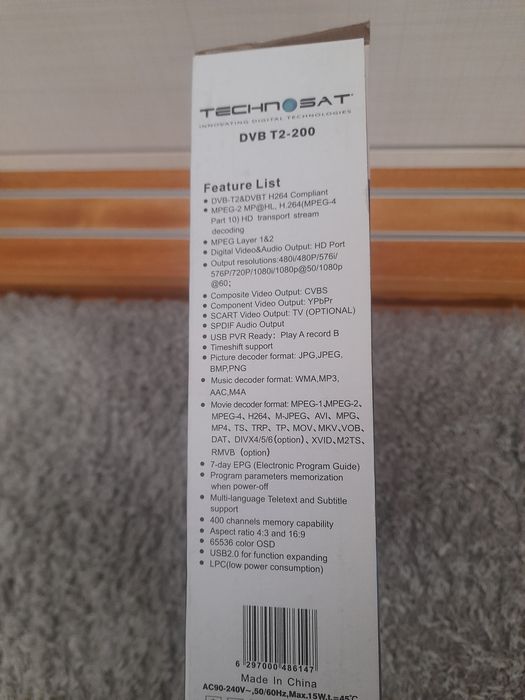 TECHNOSAT
INNOVATING DIGITAL TECHNOLOGIES
DVB T2-200
Feature List
• DVB-T2&DVBT H264 Compliant
• MPEG-2 MP@HL, H.264(MPEG-4
Part 10) HD transport stream
decoding
• MPEG Layer 1&2
• Digital Video&Audio Output: HD Port
• Output resolutions:480i/480P/576i/
576P/720P/1080i/1080p@50/1080p
@60;
• Composite Video Output: CVBS
• Component Video Output: YPbPr
• SCART Video Output: TV (OPTIONAL)
• SPDIF Audio Output
• USB PVR Ready: Play A record B
• Timeshift support
• Picture decoder format: JPG,JPEG,
BMP,PNG
• Music decoder format: WMA,MP3,
AAC,M4A
• Movie decoder format: MPEG-1,MPEG-2、
MPEG-4、H264、M-JPEG、AVI、MPG、
MP4、TS、TRP、TP、MOV、MKV、VOB、
DAT、DIVX4/5/6(option)、XVID、M2TS、
RMVB (option)
• 7-day EPG (Electronic Program Guide)
• Program parameters memorization
when power-off
• Multi-language Teletext and Subtitle
support
• 400 channels memory capability
• Aspect ratio 4:3 and 16:9
• 65536 color OSD
• USB2.0 for function expanding
• LPC(low power consumption)
6 297000 486147
Made In China
AC90-240V~,50/60Hz,Max.15W,t=45℃